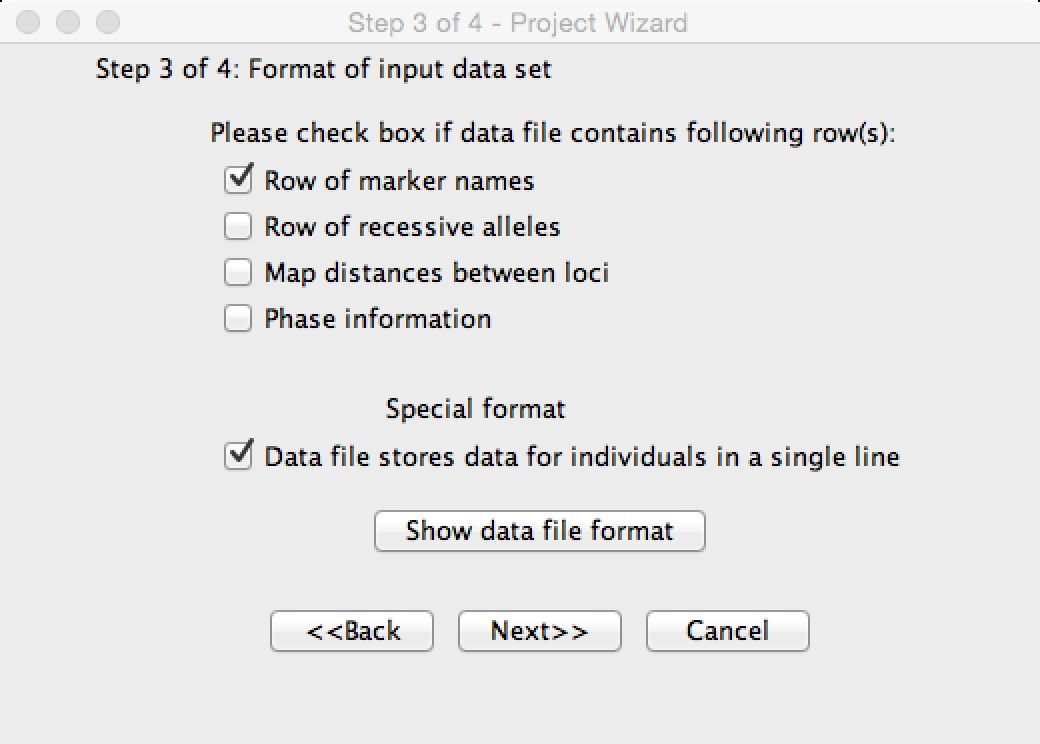 Step 3 of 4 - Project Wizard
Step 3 of 4: Format of input data set
Please check box if data file contains following row(s):
Row of marker names
Row of recessive alleles
Map distances between loci
Phase information
Special format
Data file stores data for individuals in a single line
Show data file format
<<Back Next>> Cancel